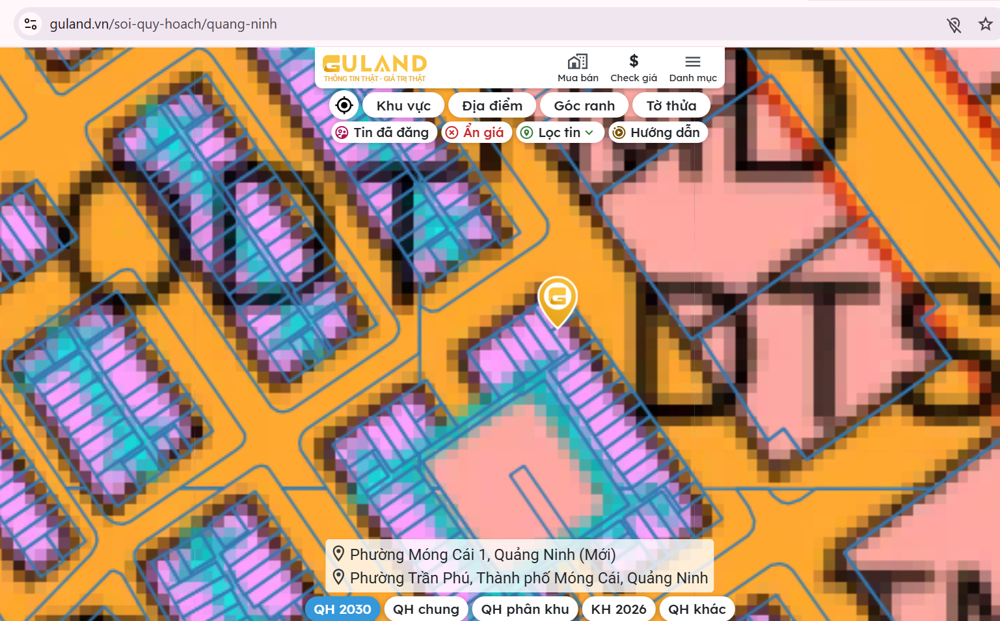 guland.vn/soi-quy-hoach/quang-ninh
GULAND
THÔNG TIN THẬT - GIÁ TRỊ THẬT
Mua bán
$
Check giá
Danh mục
Khu vực
Địa điểm
Góc ranh
Tờ thửa
Tin đã đăng
Ẩn giá
Lọc tin
Hướng dẫn
G
DT
Phường Móng Cái 1, Quảng Ninh (Mới)
Phường Trần Phú, Thành phố Móng Cái, Quảng Ninh
QH 2030
QH chung
QH phân khu
KH 2026
QH khác